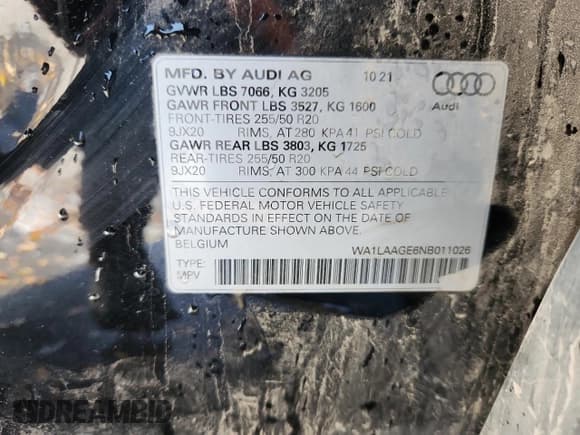 MFD. BY AUDI AG 10 21
GVWR LBS 7066, KG 3205
GAWR FRONT LBS 3527, KG 1600
Audi
FRONT-TIRES 255/50 R20
9JX20 RIMS, AT 280 KPA 41 PSI COLD
GAWR REAR LBS 3803, KG 1725
REAR-TIRES 255/50 R20
9JX20 RIMS, AT 300 KPA 44 PSI COLD
THIS VEHICLE CONFORMS TO ALL APPLICABLE
U.S. FEDERAL MOTOR VEHICLE SAFETY
STANDARDS IN EFFECT ON THE DATE OF
MANUFACTURE SHOWN ABOVE.
BELGIUM WA1LAAGE6NB011026
TYPE:
MPV
DREAMBID